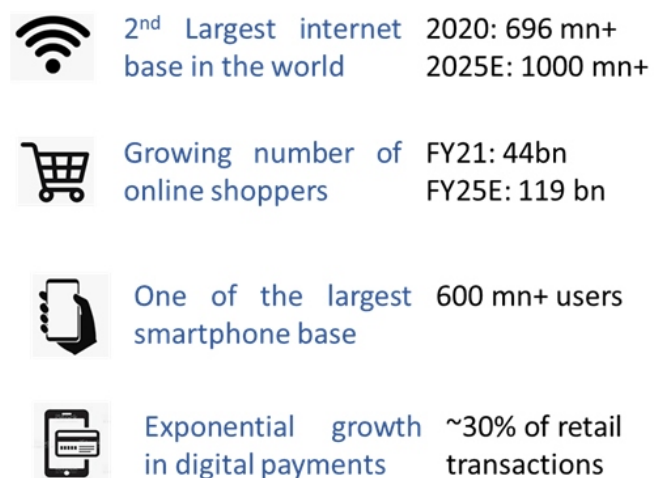 2nd Largest internet base in the world
2020: 696 mn+
2025E: 1000 mn+
Growing number of online shoppers
FY21: 44bn
FY25E: 119 bn
One of the largest smartphone base
600 mn+ users
Exponential growth in digital payments
~30% of retail transactions